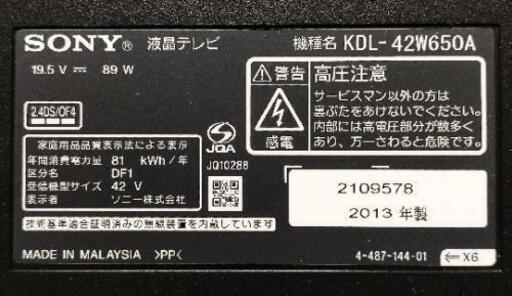 SONY® 液晶テレビ 機種名 KDL-42W650A
19.5 V ⎓ 89 W
2.4DS/OF4
家庭用品品質表示法による表示
年間消費電力量 81 kWh/年
区分名 DF1
受信機型サイズ 42 V
表示者 ソニー株式会社
JQA
JQ10288
警告
感電
高圧注意
サービスマン以外の方は
裏ぶたをあけないでください。
内部には高電圧部分が数多く
あり、万一さわると危険です。
2109578
2013 年製
技術基準適合証明済みの無線装置を内蔵しています。
MADE IN MALAYSIA >PP<
4-487-144-01
X6